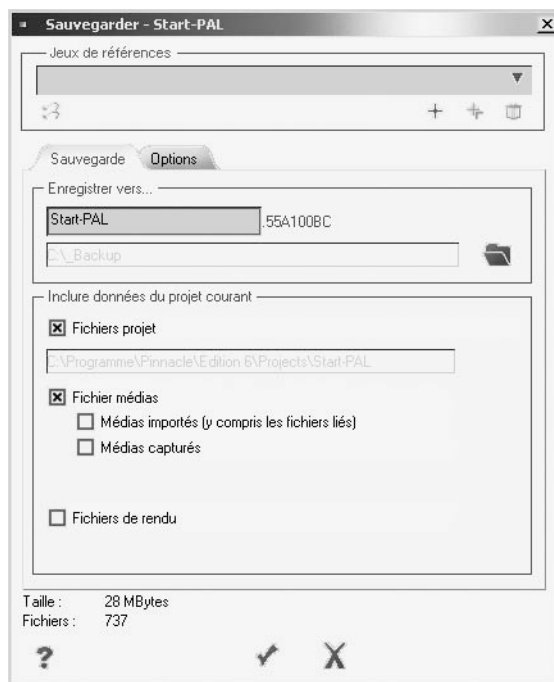 Sauvegarder - Start-PAL
Jeux de références
Sauvegarde
Options
Enregistrer vers...
Start-PAL .55A100BC
C:\_Backup
Inclure données du projet courant
Fichiers projet
C:\Programme\Pinnacle\Edition 6\Projects\Start-PAL
Fichier médias
Médias importés (y compris les fichiers liés)
Médias capturés
Fichiers de rendu
Taille : 28 MBytes
Fichiers : 737
?